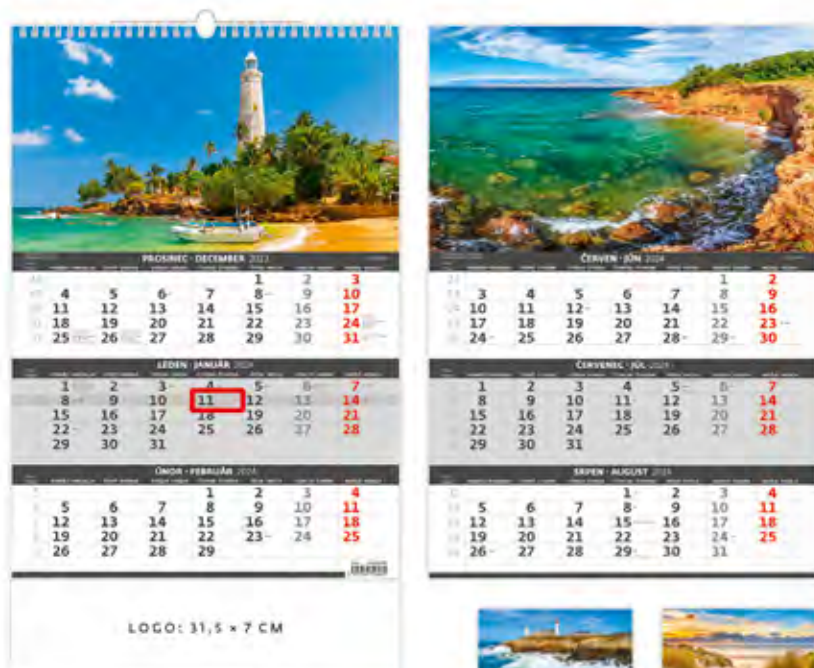 PROSINEC · DECEMBER 2023
1 2 3
4 5 6 7 8 9 10
11 12 13 14 15 16 17
18 19 20 21 22 23 24
25 26 27 28 29 30 31
LEDEN · JANUÁR 2024
1 2 3 4 5 6 7
8 9 10 11 12 13 14
15 16 17 18 19 20 21
22 23 24 25 26 27 28
29 30 31
ÚNOR · FEBRUÁR 2024
1 2 3 4
5 6 7 8 9 10 11
12 13 14 15 16 17 18
19 20 21 22 23 24 25
26 27 28 29
LOGO: 31,5 × 7 CM
ČERVEN · JÚN 2024
1 2
3 4 5 6 7 8 9
10 11 12 13 14 15 16
17 18 19 20 21 22 23
24 25 26 27 28 29 30
ČERVENEC · JÚL 2024
1 2 3 4 5 6 7
8 9 10 11 12 13 14
15 16 17 18 19 20 21
22 23 24 25 26 27 28
29 30 31
SRPEN · AUGUST 2024
1 2 3 4
5 6 7 8 9 10 11
12 13 14 15 16 17 18
19 20 21 22 23 24 25
26 27 28 29 30 31